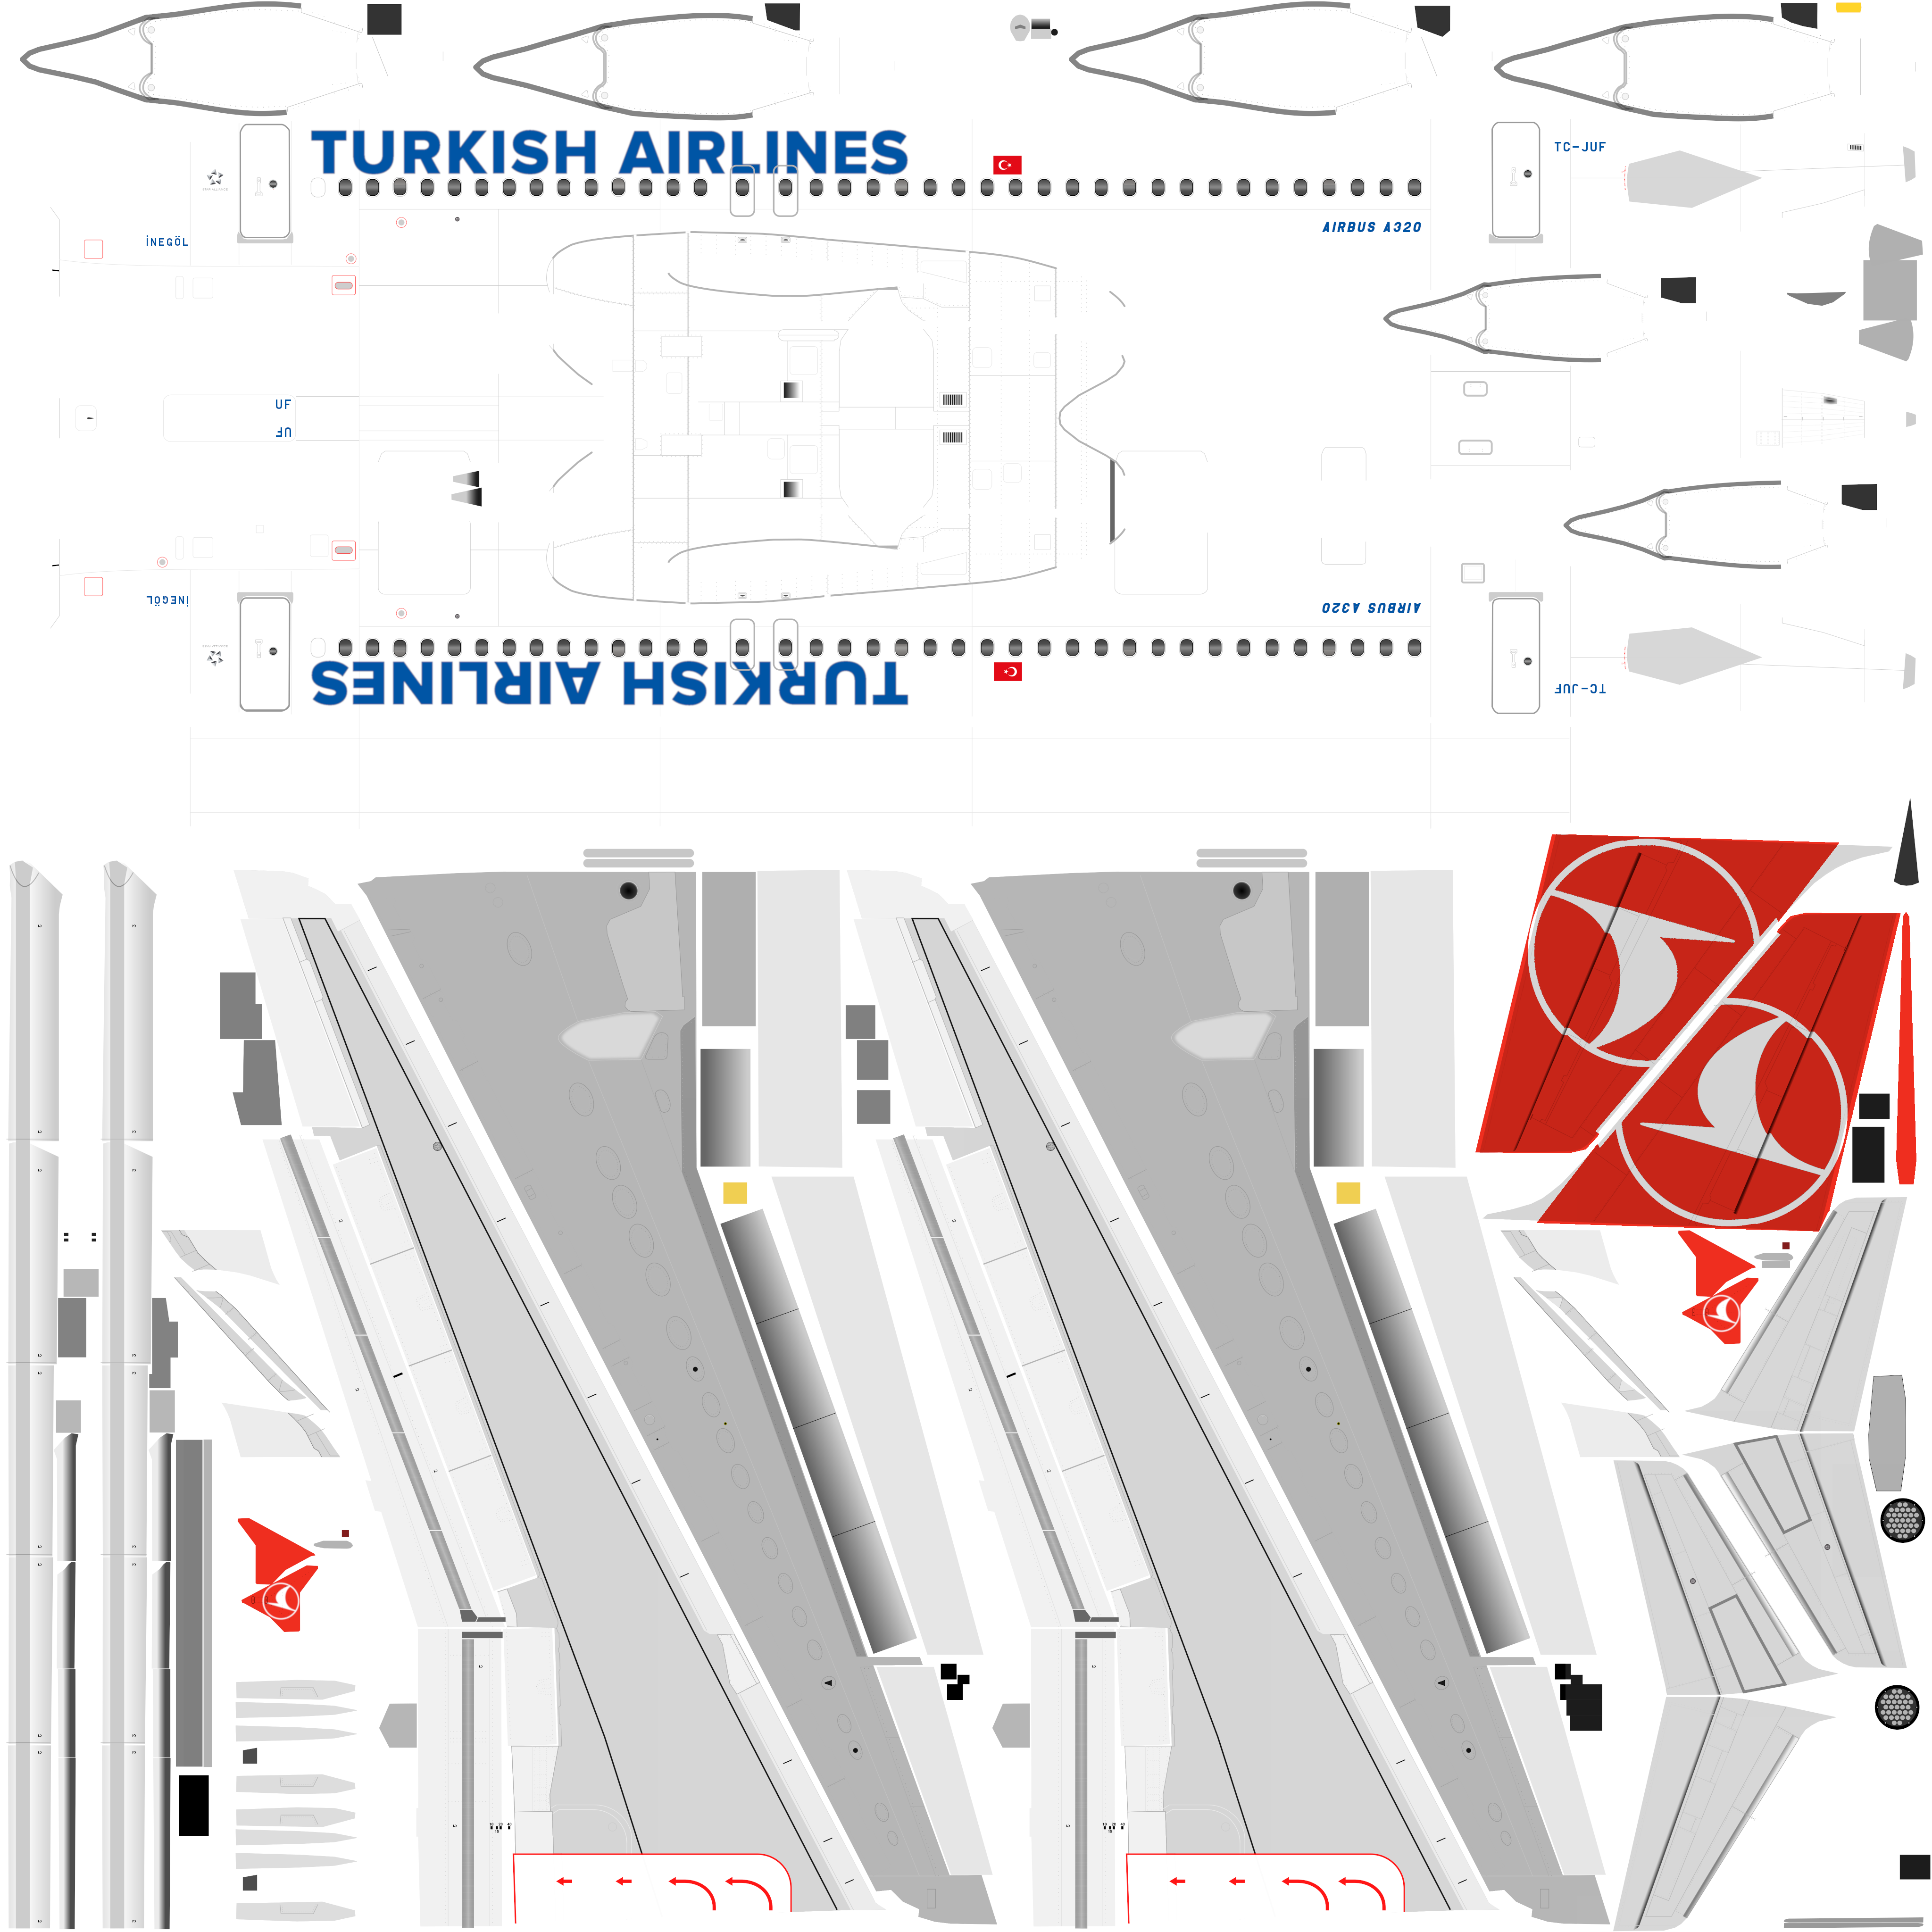 TURKISH AIRLINES
TC-JUF
AIRBUS A320
İNEGÖL
UF
UF
İNEGÖL
AIRBUS A320
TURKISH AIRLINES
TC-JUF